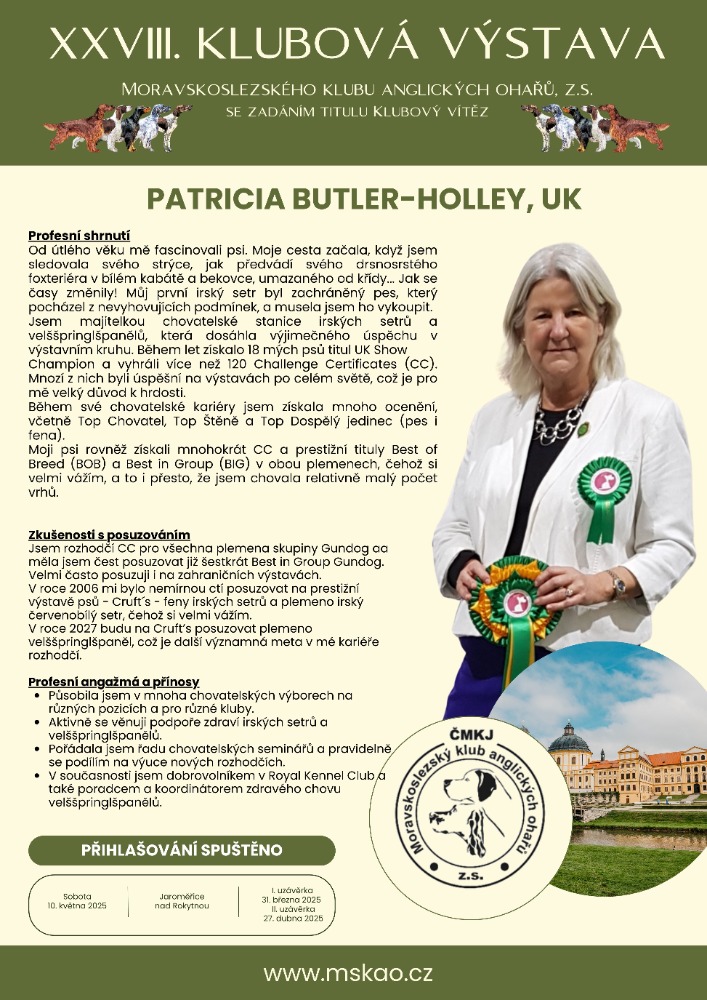 XXVIII. KLUBOVÁ VÝSTAVA
MORAVSKOSLEZSKÉHO KLUBU ANGLICKÝCH OHAŘŮ, Z.S.
SE ZADÁNÍM TITULU KLUBOVÝ VÍTĚZ
PATRICIA BUTLER-HOLLEY, UK
Profesní shrnutí
Od útlého věku mě fascinovali psi. Moje cesta začala, když jsem
sledovala svého strýce, jak předvádí svého drsnosrstého
foxteriéra v bílém kabátě a bekovce, umazaného od křídy... Jak se
časy změnily! Můj první irský setr byl zachráněný pes, který
pocházel z nevyhovujících podmínek, a musela jsem ho vykoupit.
Jsem majitelkou chovatelské stanice irských setrů a
velššpringlšpanělů, která dosáhla výjimečného úspěchu v
výstavním kruhu. Během let získalo 18 mých psů titul UK Show
Champion a vyhráli více než 120 Challenge Certificates (CC).
Mnozí z nich byli úspěšní na výstavách po celém světě, což je pro
mě velký důvod k hrdosti.
Během své chovatelské kariéry jsem získala mnoho ocenění,
včetně Top Chovatel, Top Štěně a Top Dospělý jedinec (pes i
fena).
Moji psi rovněž získali mnohokrát CC a prestižní tituly Best of
Breed (BOB) a Best in Group (BIG) v obou plemenech, čehož si
velmi vážím, a to i přesto, že jsem chovala relativně malý počet
vrhů.
Zkušenosti s posuzováním
Jsem rozhodčí CC pro všechna plemena skupiny Gundog aa
měla jsem čest posuzovat již šestkrát Best in Group Gundog.
Velmi často posuzuji i na zahraničních výstavách.
V roce 2006 mi bylo nemírnou ctí posuzovat na prestižní
výstavě psů - Cruft´s - feny irských setrů a plemeno irský
červenobílý setr, čehož si velmi vážím.
V roce 2027 budu na Cruft’s posuzovat plemeno
velššpringlšpaněl, což je další významná meta v mé kariéře
rozhodčí.
Profesní angažmá a přínosy
• Působila jsem v mnoha chovatelských výborech na
různých pozicích a pro různé kluby.
• Aktivně se věnuji podpoře zdraví irských setrů a
velššpringlšpanělů.
• Pořádala jsem řadu chovatelských seminářů a pravidelně
se podílím na výuce nových rozhodčích.
• V současnosti jsem dobrovolníkem v Royal Kennel Club a
také poradcem a koordinátorem zdravého chovu
velššpringlšpanělů.
ČMKJ
Moravskoslezský klub anglických ohařů
z.s.
PŘIHLAŠOVÁNÍ SPUŠTĚNO
Sobota
10. května 2025
Jaroměřice
nad Rokytnou
I. uzávěrka
31. března 2025
II. uzávěrka
27. dubna 2025
www.mskao.cz